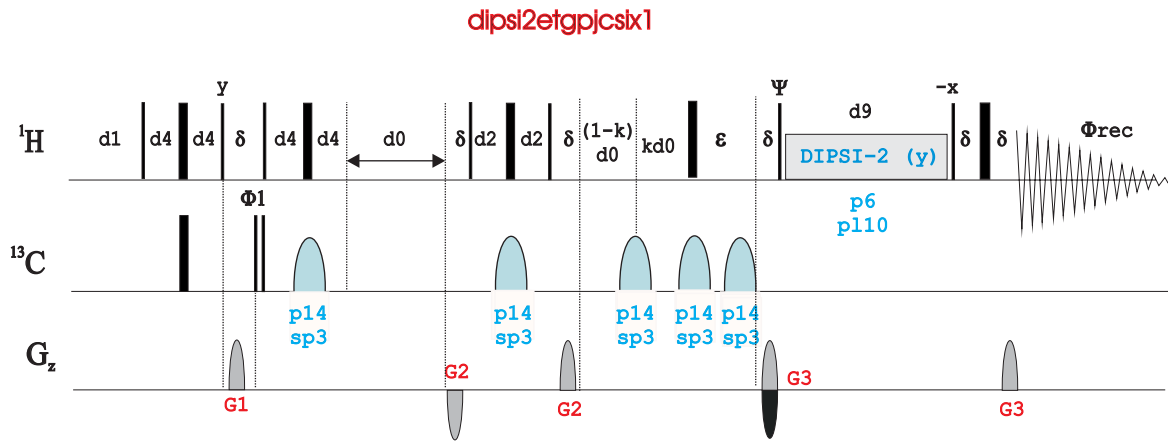 dipsi2etgpjcsix1
y Ψ -x
¹H d1 d4 d4 δ d4 d4 d0 δ d2 d2 δ (1-k) d0 kd0 ε δ d9 δ δ Φrec
DIPSI-2 (y)
p6
pl10
Φ1
¹³C
p14 p14 p14 p14 p14
sp3 sp3 sp3 sp3 sp3
Gz
G1 G2 G2 G3 G3